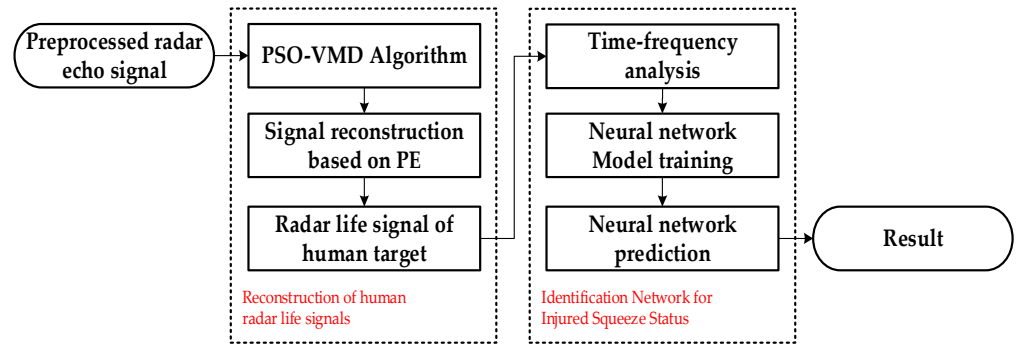 Preprocessed radar
echo signal
PSO-VMD Algorithm
Signal reconstruction
based on PE
Radar life signal of
human target
Reconstruction of human
radar life signals
Time-frequency
analysis
Neural network
Model training
Neural network
prediction
Identification Network for
Injured Squeeze Status
Result